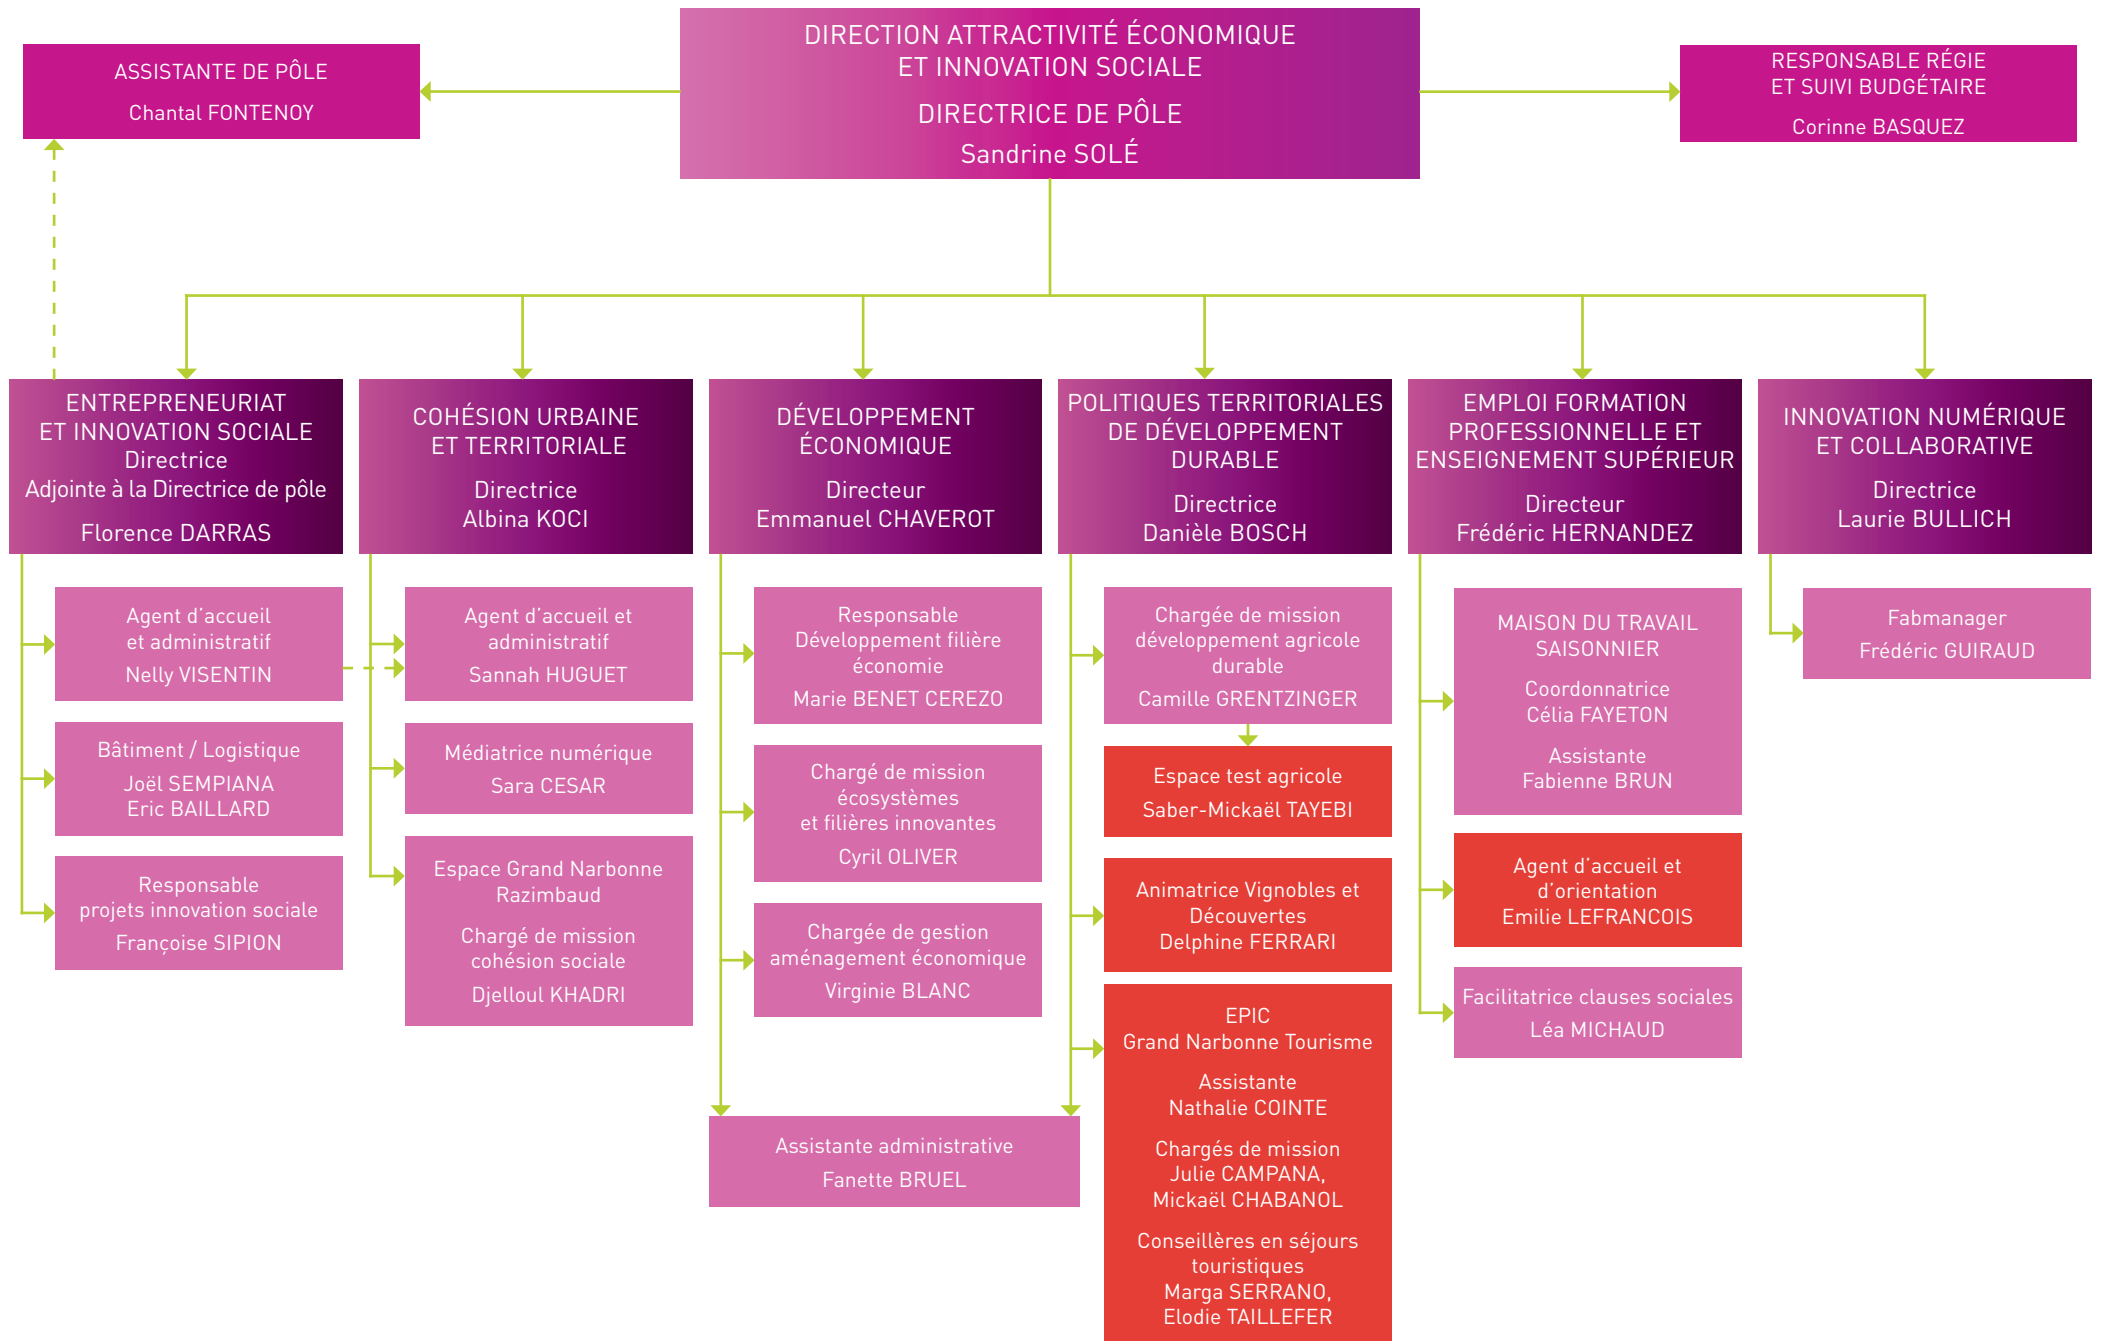 DIRECTION ATTRACTIVITÉ ÉCONOMIQUE
ET INNOVATION SOCIALE
DIRECTRICE DE PÔLE
Sandrine SOLÉ
ASSISTANTE DE PÔLE
Chantal FONTENOY
RESPONSABLE RÉGIE
ET SUIVI BUDGÉTAIRE
Corinne BASQUEZ
ENTREPRENEURIAT
ET INNOVATION SOCIALE
Directrice
Adjointe à la Directrice de pôle
Florence DARRAS
Agent d’accueil
et administratif
Nelly VISENTIN
Bâtiment / Logistique
Joël SEMPIANA
Eric BAILLARD
Responsable
projets innovation sociale
Françoise SIPION
COHÉSION URBAINE
ET TERRITORIALE
Directrice
Albina KOCI
Agent d’accueil et
administratif
Sannah HUGUET
Médiatrice numérique
Sara CESAR
Espace Grand Narbonne
Razimbaud
Chargé de mission
cohésion sociale
Djelloul KHADRI
DÉVELOPPEMENT
ÉCONOMIQUE
Directeur
Emmanuel CHAVEROT
Responsable
Développement filière
économie
Marie BENET CEREZO
Chargé de mission
écosystèmes
et filières innovantes
Cyril OLIVER
Chargée de gestion
aménagement économique
Virginie BLANC
Assistante administrative
Fanette BRUEL
POLITIQUES TERRITORIALES
DE DÉVELOPPEMENT
DURABLE
Directrice
Danièle BOSCH
Chargée de mission
développement agricole
durable
Camille GRENTZINGER
Espace test agricole
Saber-Mickaël TAYEBI
Animatrice Vignobles et
Découvertes
Delphine FERRARI
EPIC
Grand Narbonne Tourisme
Assistante
Nathalie COINTE
Chargés de mission
Julie CAMPANA,
Mickaël CHABANOL
Conseillères en séjours
touristiques
Marga SERRANO,
Elodie TAILLEFER
EMPLOI FORMATION
PROFESSIONNELLE ET
ENSEIGNEMENT SUPÉRIEUR
Directeur
Frédéric HERNANDEZ
MAISON DU TRAVAIL
SAISONNIER
Coordonnatrice
Célia FAYETON
Assistante
Fabienne BRUN
Agent d’accueil et
d’orientation
Emilie LEFRANCOIS
Facilitatrice clauses sociales
Léa MICHAUD
INNOVATION NUMÉRIQUE
ET COLLABORATIVE
Directrice
Laurie BULLICH
Fabmanager
Frédéric GUIRAUD